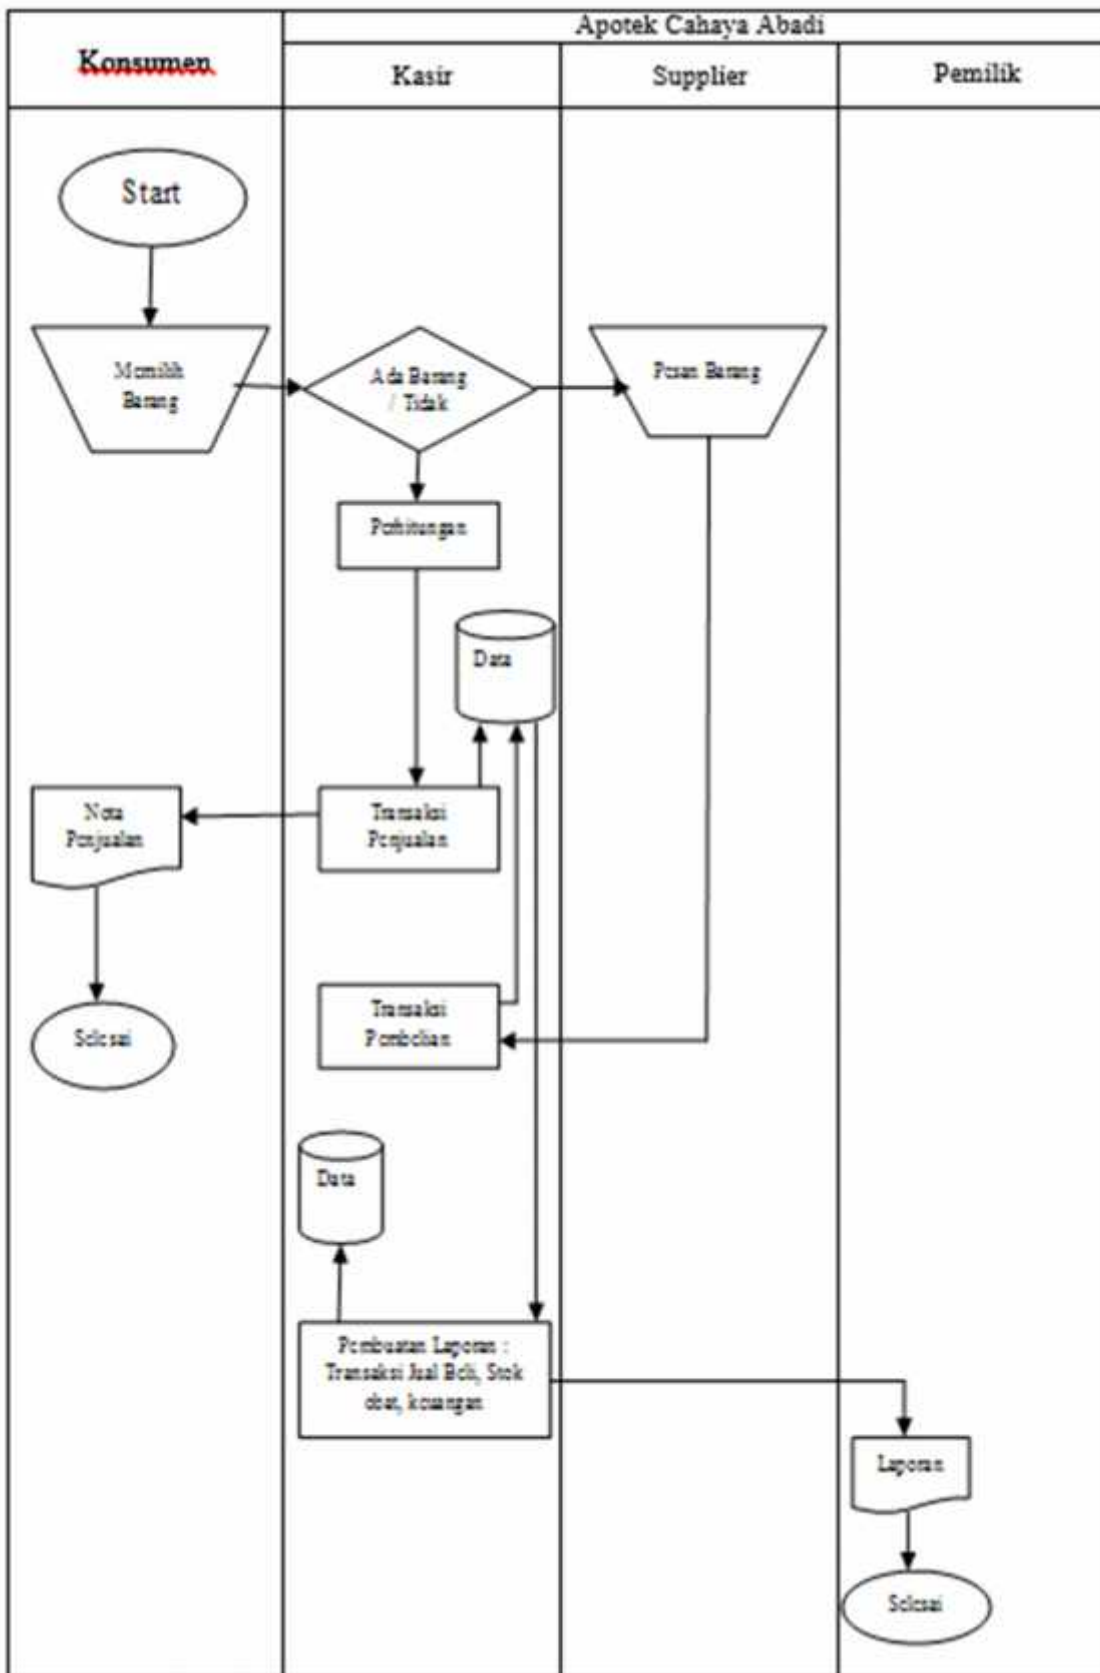 Apotek Cahaya Abadi
Konsumen
Kasir
Supplier
Pemilik
Start
Memilih
Barang
Ada Barang
/ Tidak
Pesan Barang
Perhitungan
Data
Nota
Penjualan
Transaksi
Penjualan
Transaksi
Pembelian
Selesai
Data
Pembuatan Laporan :
Transaksi Jual Beli, Stok
obat, keuangan
Laporan
Selesai